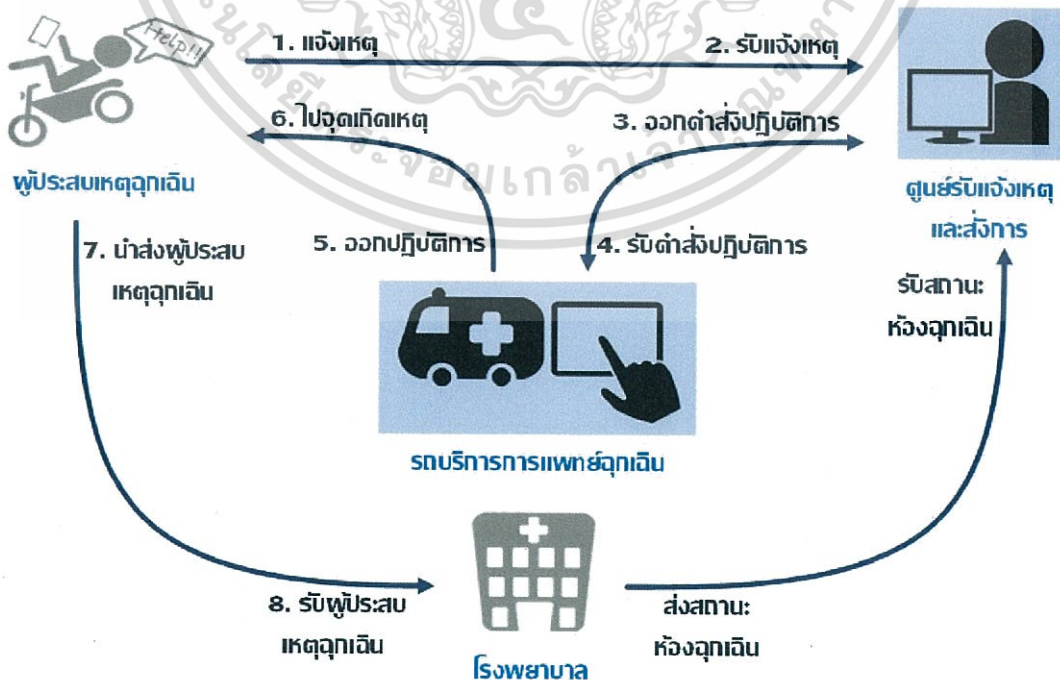 Help!!!
1. แจ้งเหตุ
2. รับแจ้งเหตุ
6. ไปจุดเกิดเหตุ
3. ออกคำสั่งปฏิบัติการ
ผู้ประสบเหตุฉุกเฉิน
ศูนย์รับแจ้งเหตุ
และสั่งการ
7. นำส่งผู้ประสบ
เหตุฉุกเฉิน
5. ออกปฏิบัติการ
4. รับคำสั่งปฏิบัติการ
รับสถานะ
ห้องฉุกเฉิน
รถบริการการแพทย์ฉุกเฉิน
8. รับผู้ประสบ
เหตุฉุกเฉิน
ส่งสถานะ
ห้องฉุกเฉิน
โรงพยาบาล